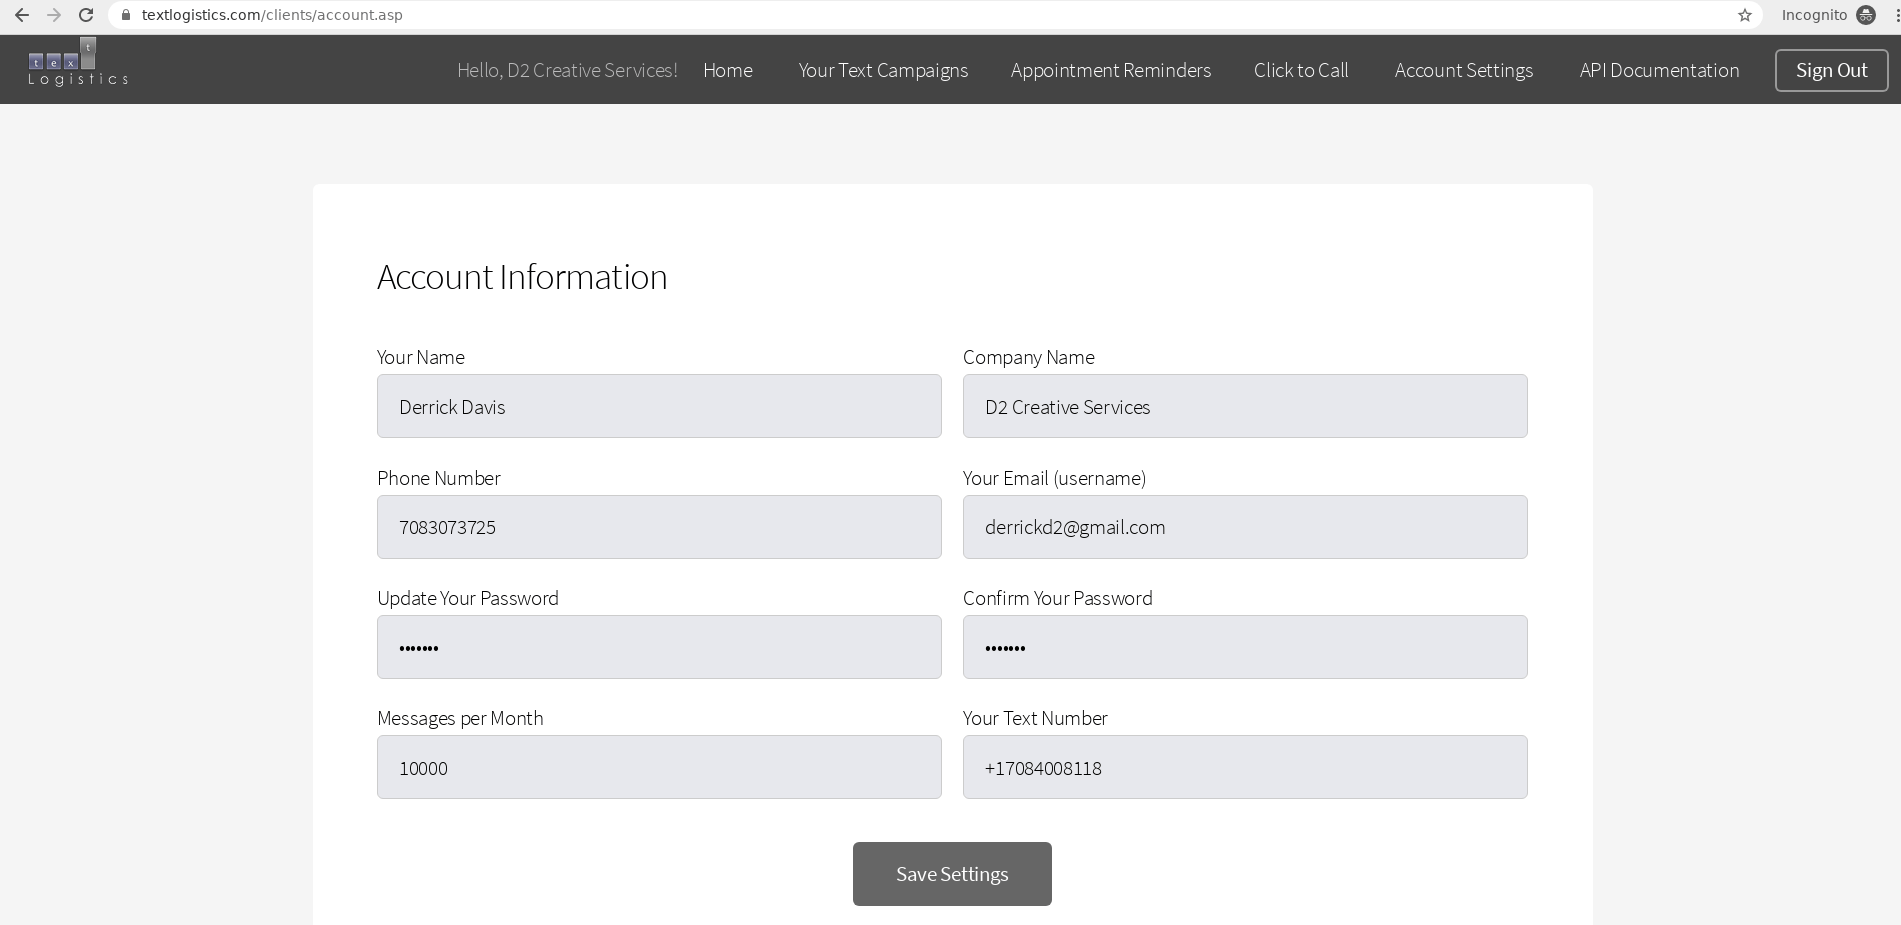 textlogistics.com/clients/account.asp
Incognito
text
Logistics
Hello, D2 Creative Services!
Home
Your Text Campaigns
Appointment Reminders
Click to Call
Account Settings
API Documentation
Sign Out
Account Information
Your Name
Company Name
Derrick Davis
D2 Creative Services
Phone Number
Your Email (username)
7083073725
derrickd2@gmail.com
Update Your Password
Confirm Your Password
•••••••
•••••••
Messages per Month
Your Text Number
10000
+17084008118
Save Settings